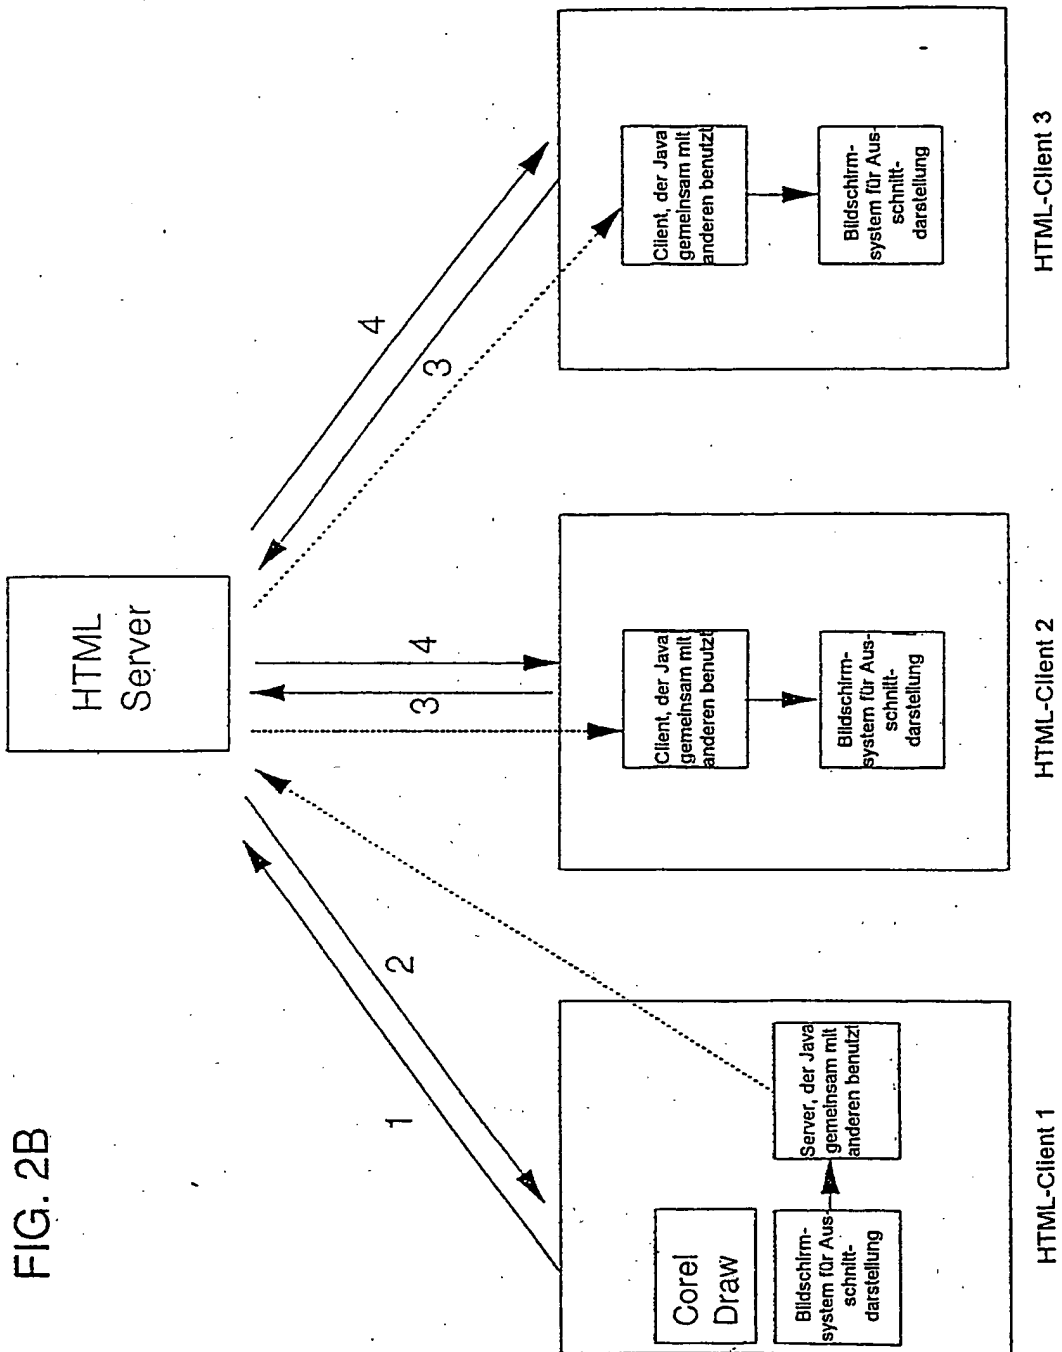 FIG. 2B
HTML
Server
1
2
3
4
3
4
Corel
Draw
Bildschirm-
system für Aus-
schnitt-
darstellung
Server, der Java
gemeinsam mit
anderen benutzt
HTML-Client 1
Client, der Java
gemeinsam mit
anderen benutzt
Bildschirm-
system für Aus-
schnitt-
darstellung
HTML-Client 2
Client, der Java
gemeinsam mit
anderen benutzt
Bildschirm-
system für Aus-
schnitt-
darstellung
HTML-Client 3